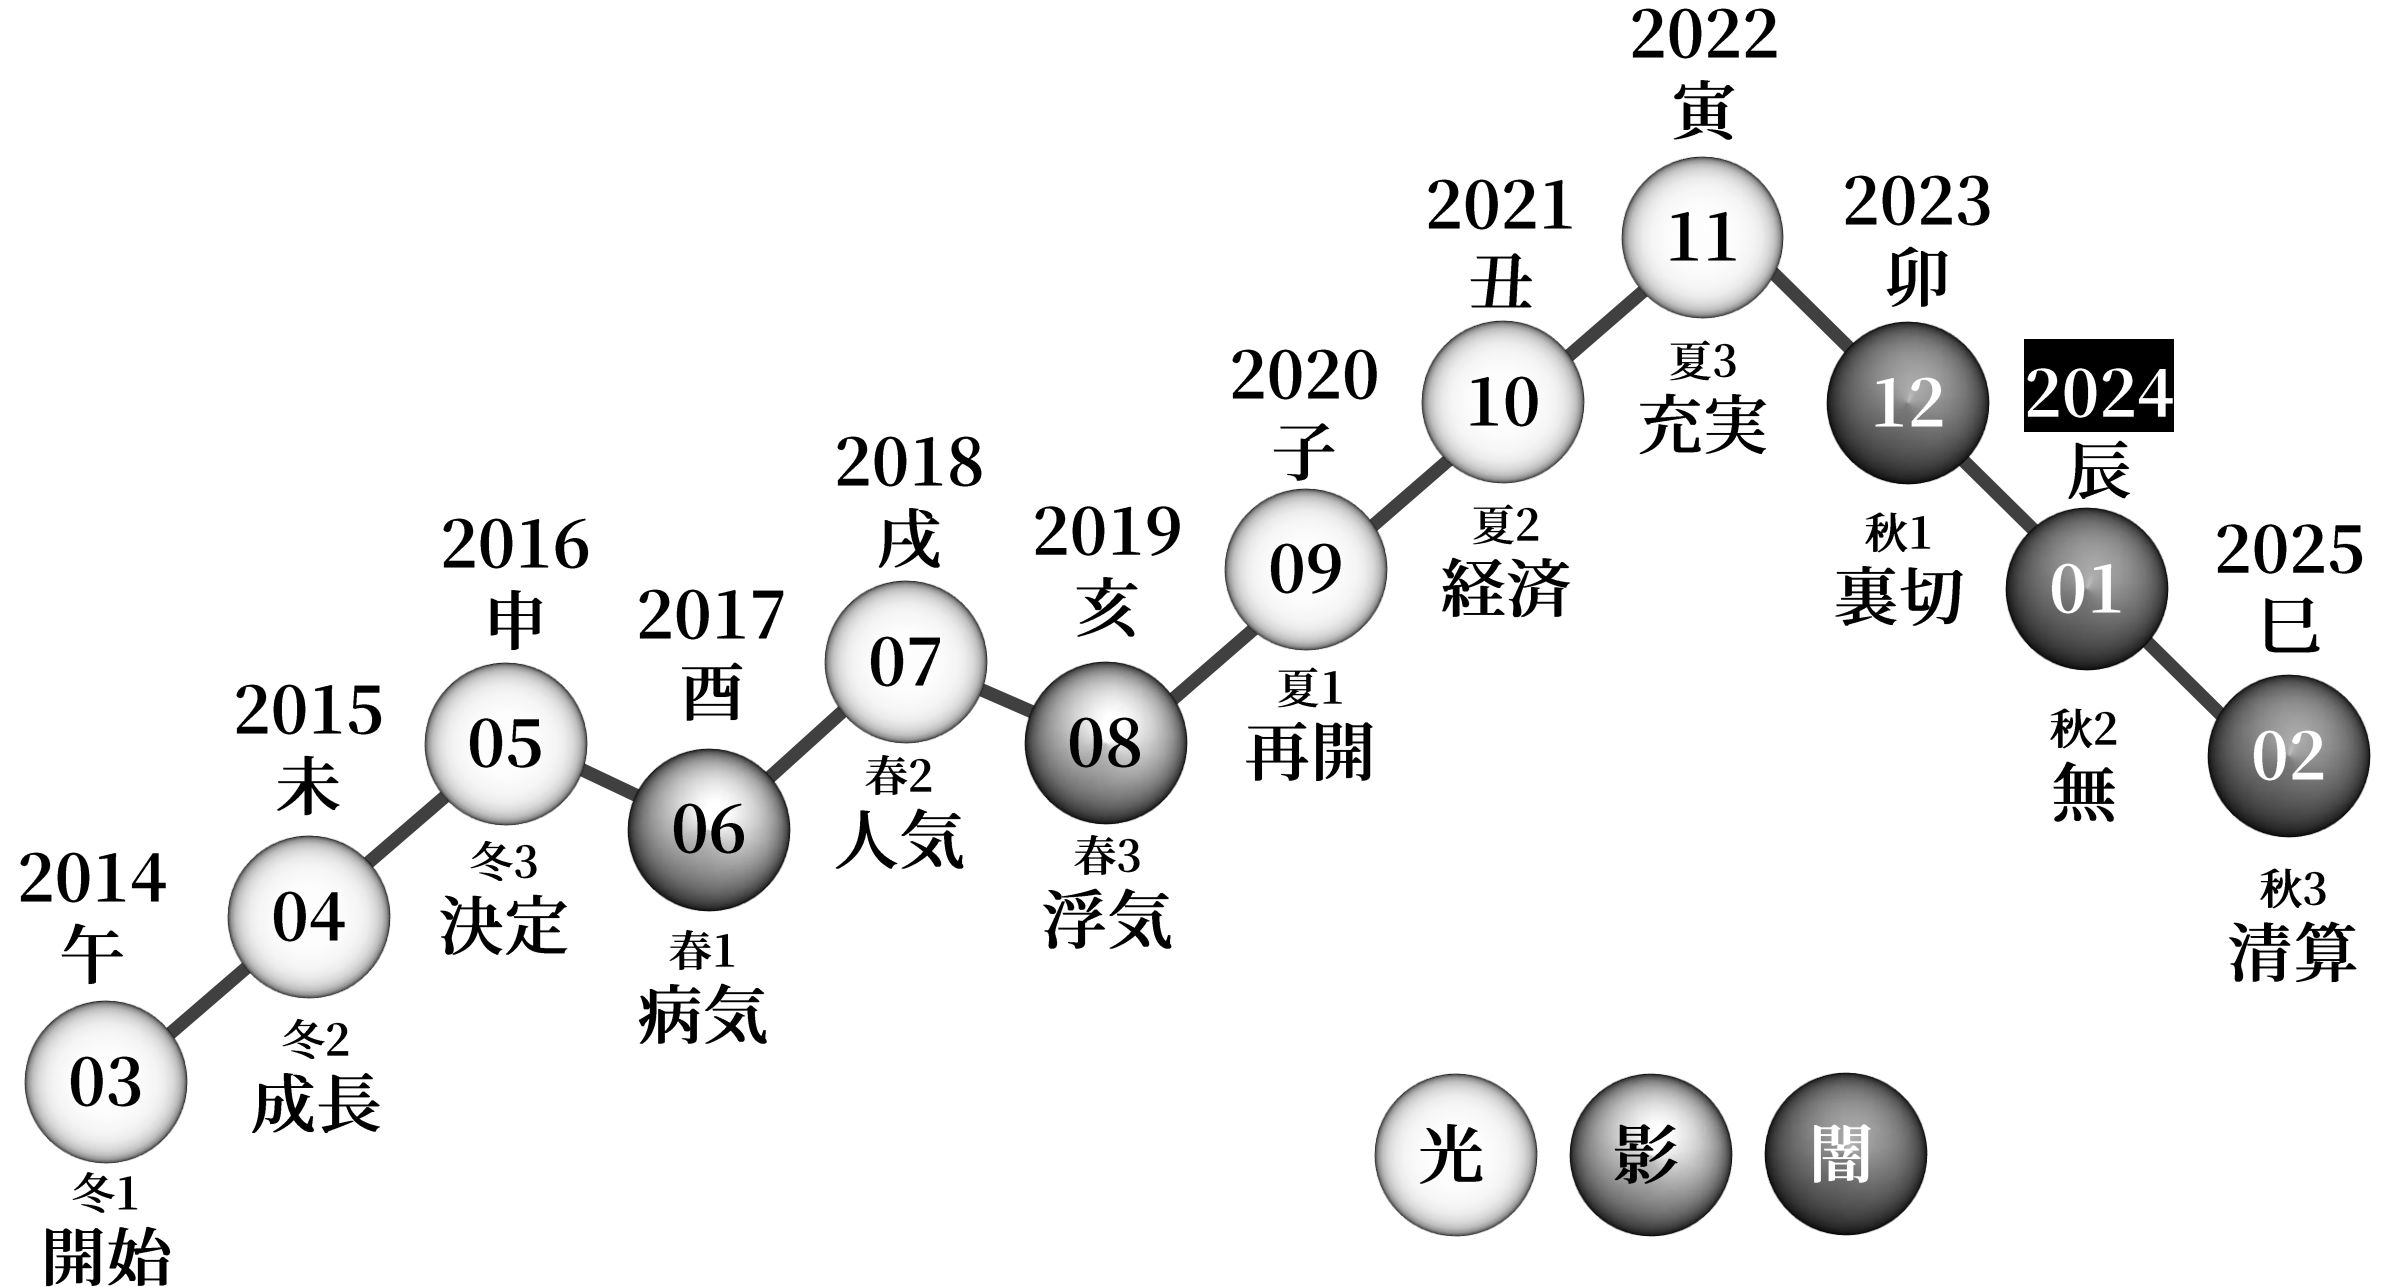 2014
午
03
冬1
開始
2015
未
04
冬2
成長
2016
申
05
冬3
決定
2017
酉
06
春1
病気
2018
戌
07
春2
人気
2019
亥
08
春3
浮気
2020
子
09
夏1
再開
2021
丑
10
夏2
経済
2022
寅
11
夏3
充実
2023
卯
12
秋1
裏切
2024
辰
01
秋2
無
2025
巳
02
秋3
清算
光
影
闇